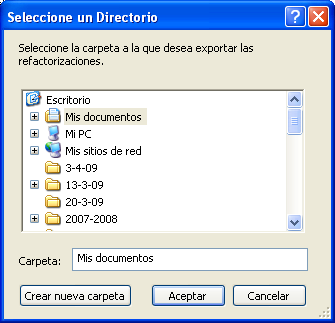 Seleccione un Directorio
Seleccione la carpeta a la que desea exportar las
refactorizaciones.
Escritorio
Mis documentos
Mi PC
Mis sitios de red
3-4-09
13-3-09
20-3-09
2007-2008
Carpeta: Mis documentos
Crear nueva carpeta Aceptar Cancelar